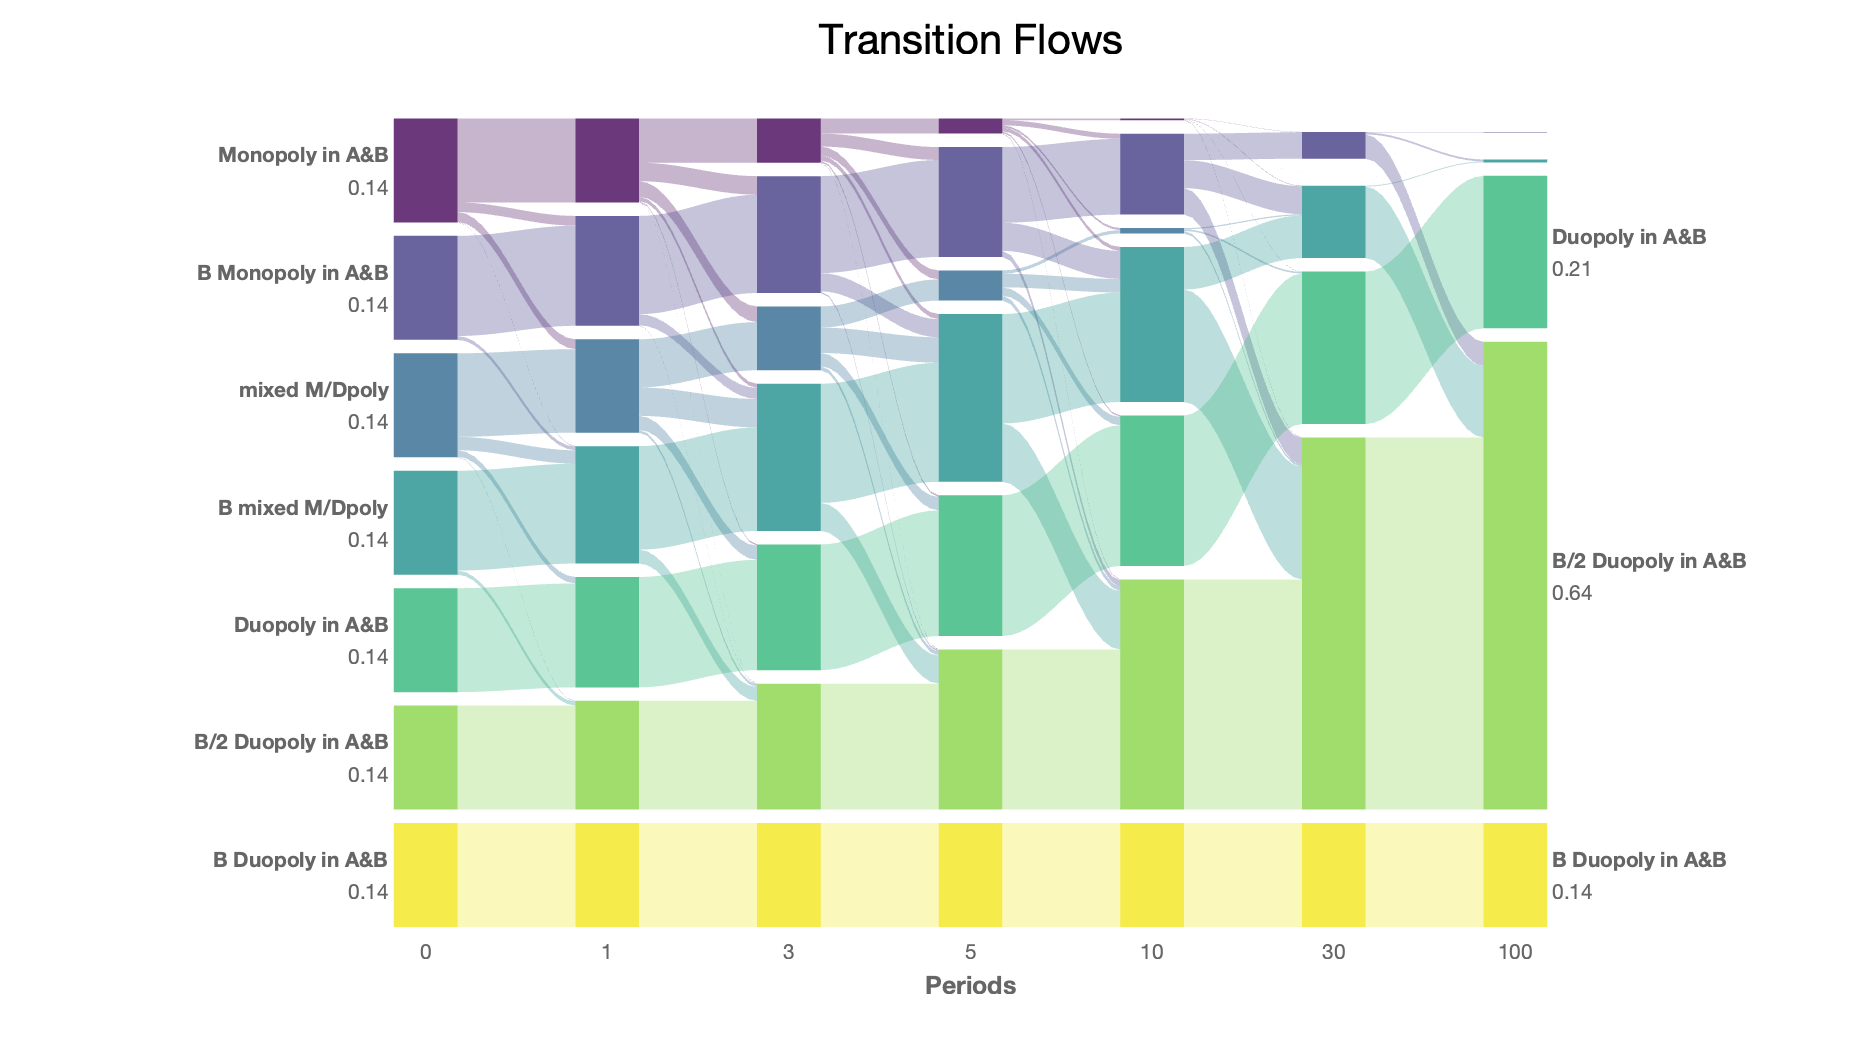 Transition Flows
Monopoly in A&B
0.14
B Monopoly in A&B
0.14
mixed M/Dpoly
0.14
B mixed M/Dpoly
0.14
Duopoly in A&B
0.14
B/2 Duopoly in A&B
0.14
B Duopoly in A&B
0.14
Duopoly in A&B
0.21
B/2 Duopoly in A&B
0.64
B Duopoly in A&B
0.14
0 1 3 5 10 30 100
Periods